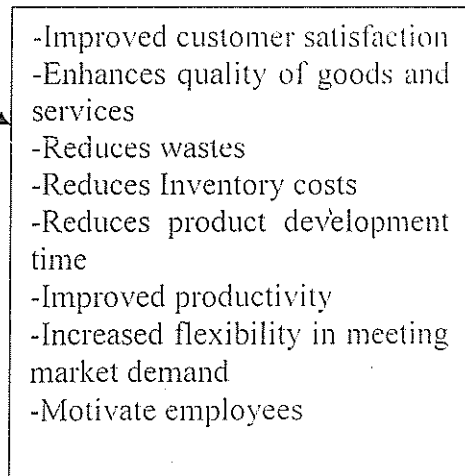 -Improved customer satisfaction
-Enhances quality of goods and
services
-Reduces wastes
-Reduces Inventory costs
-Reduces product development
time
-Improved productivity
-Increased flexibility in meeting
market demand
-Motivate employees